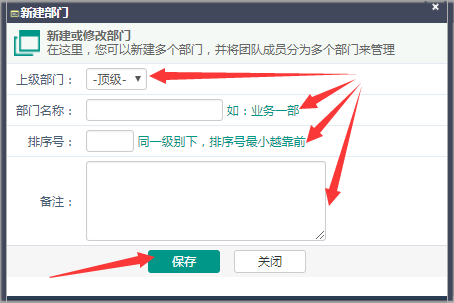 新建部门
新建或修改部门
在这里，您可以新建多个部门，并将团队成员分为多个部门来管理
上级部门： -顶级-
部门名称： 如：业务一部
排序号： 同一级别下，排序号最小越靠前
备注：
保存 关闭